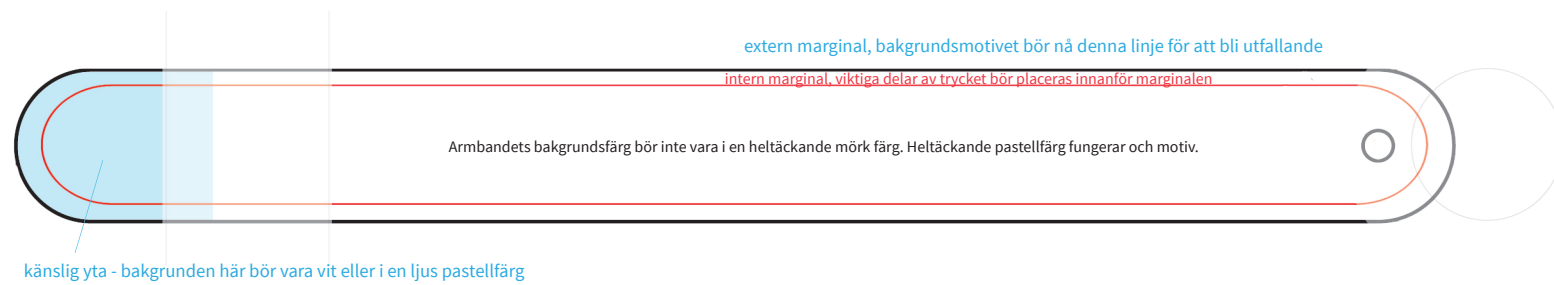 extern marginal, bakgrundsmotivet bör nå denna linje för att bli utfallande
intern marginal, viktiga delar av trycket bör placeras innanför marginalen
Armbandets bakgrundsfärg bör inte vara i en heltäckande mörk färg. Heltäckande pastellfärg fungerar och motiv.
känslig yta - bakgrunden här bör vara vit eller i en ljus pastellfärg